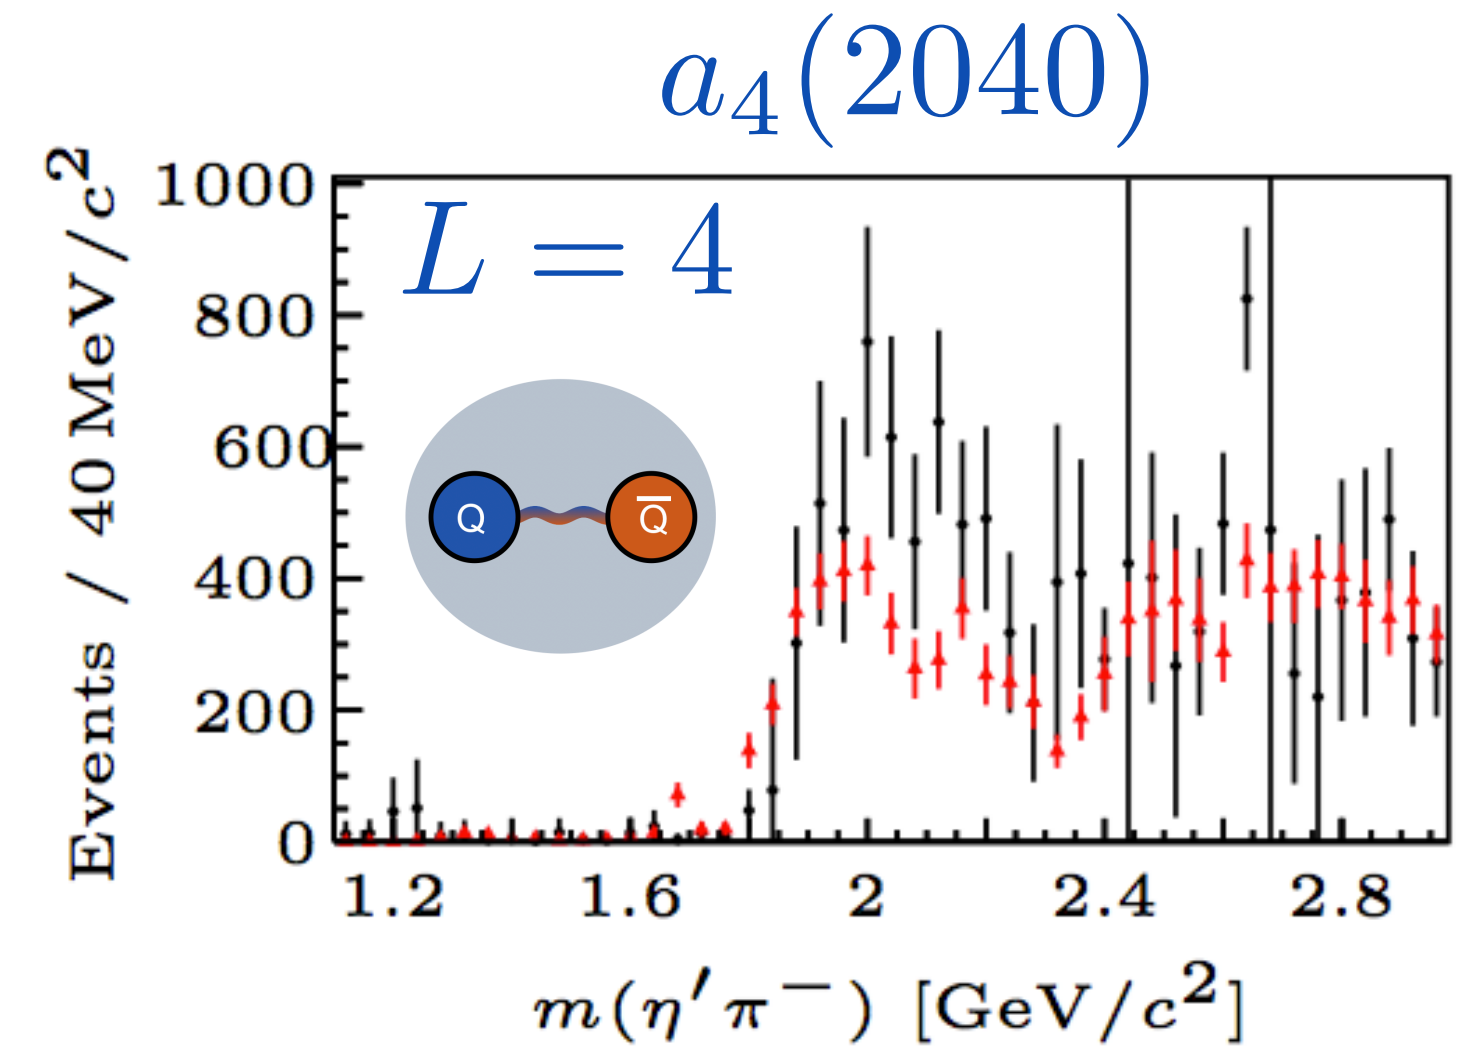 a₄(2040)
L = 4
Events / 40 MeV/c²
1000
800
600
400
200
0
Q
Q̅
1.2 1.6 2 2.4 2.8
m(η′π⁻) [GeV/c²]